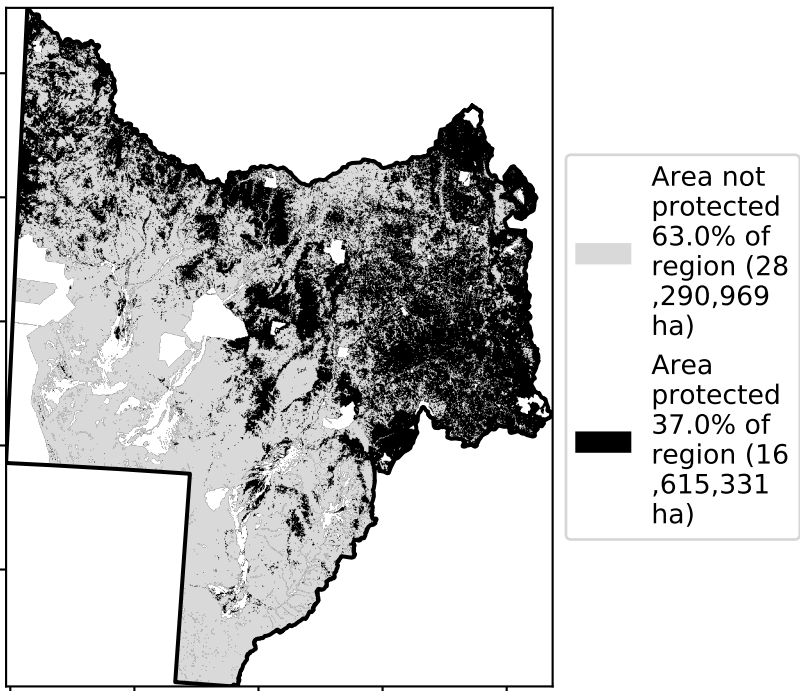 Area not
protected
63.0% of
region (28
,290,969
ha)
Area
protected
37.0% of
region (16
,615,331
ha)